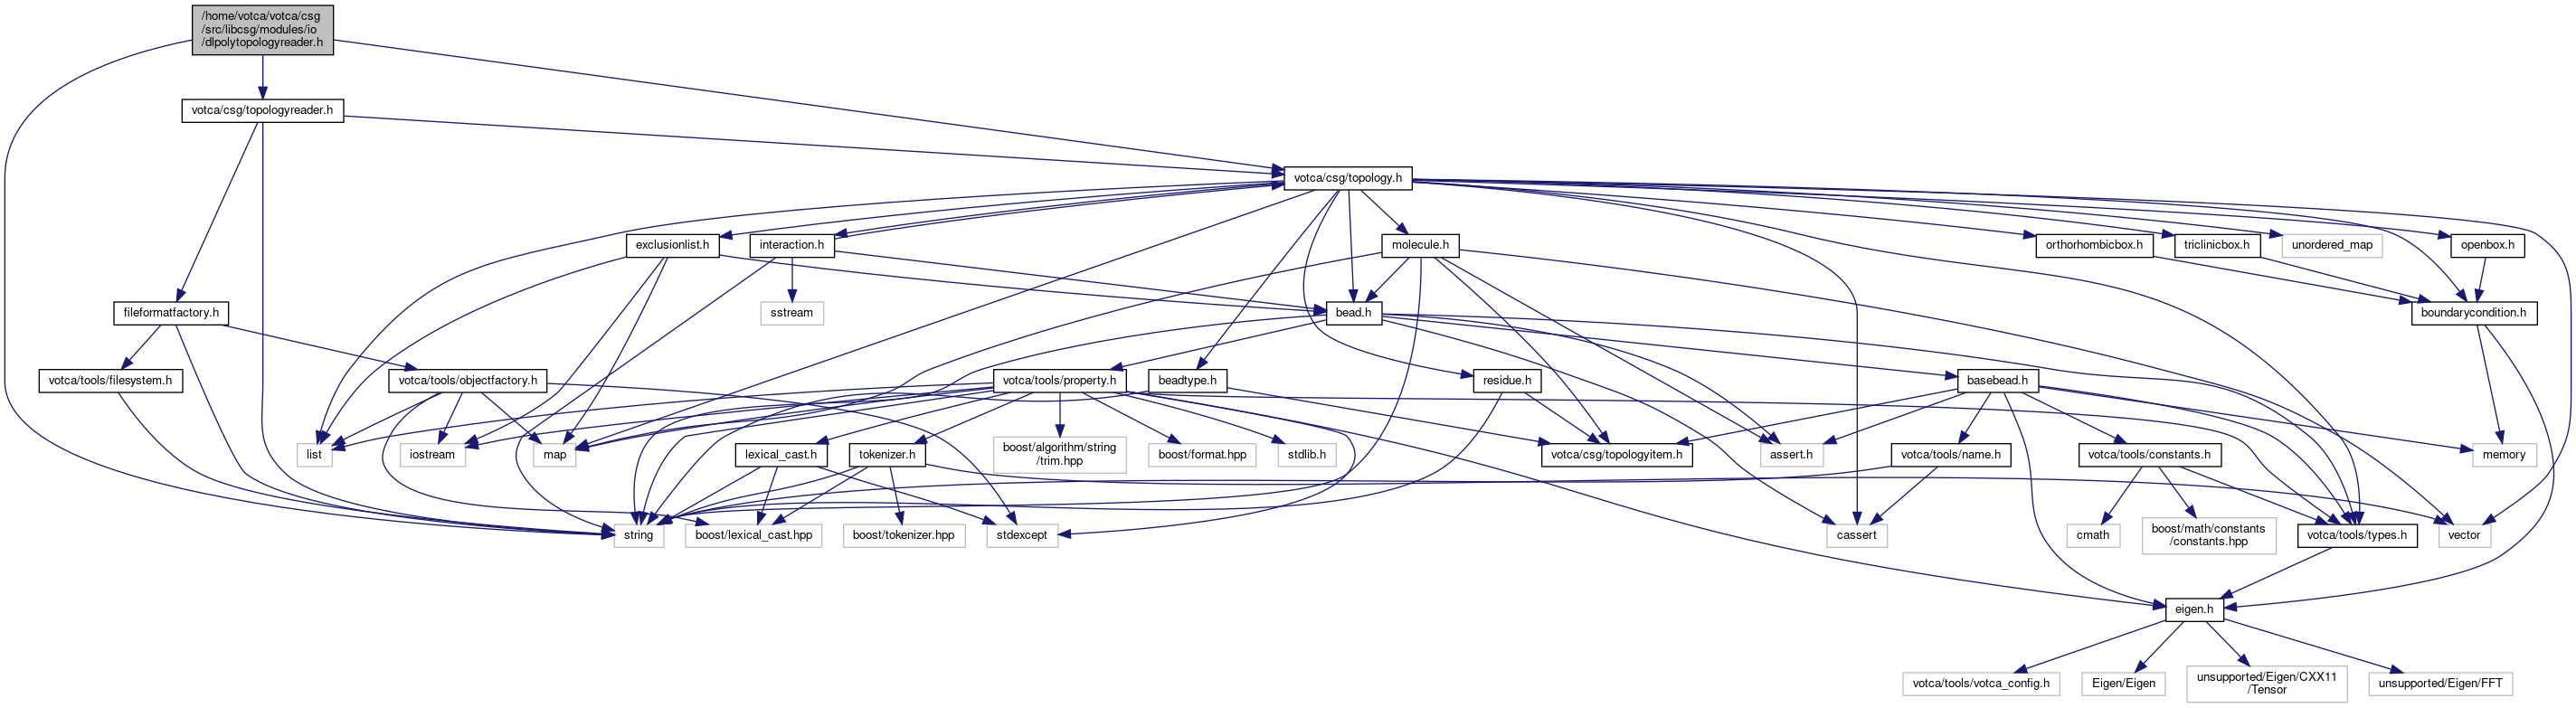 /home/votca/votca/csg
/src/libcsg/modules/io
/dlpolytopologyreader.h
votca/csg/topologyreader.h
votca/csg/topology.h
exclusionlist.h
interaction.h
molecule.h
orthorhombicbox.h
triclinicbox.h
unordered_map
openbox.h
fileformatfactory.h
sstream
bead.h
boundarycondition.h
votca/tools/filesystem.h
votca/tools/objectfactory.h
votca/tools/property.h
beadtype.h
residue.h
basebead.h
list
iostream
map
lexical_cast.h
tokenizer.h
boost/algorithm/string
/trim.hpp
boost/format.hpp
stdlib.h
votca/csg/topologyitem.h
assert.h
votca/tools/name.h
votca/tools/constants.h
memory
string
boost/lexical_cast.hpp
boost/tokenizer.hpp
stdexcept
cassert
cmath
boost/math/constants
/constants.hpp
votca/tools/types.h
vector
eigen.h
votca/tools/votca_config.h
Eigen/Eigen
unsupported/Eigen/CXX11
/Tensor
unsupported/Eigen/FFT